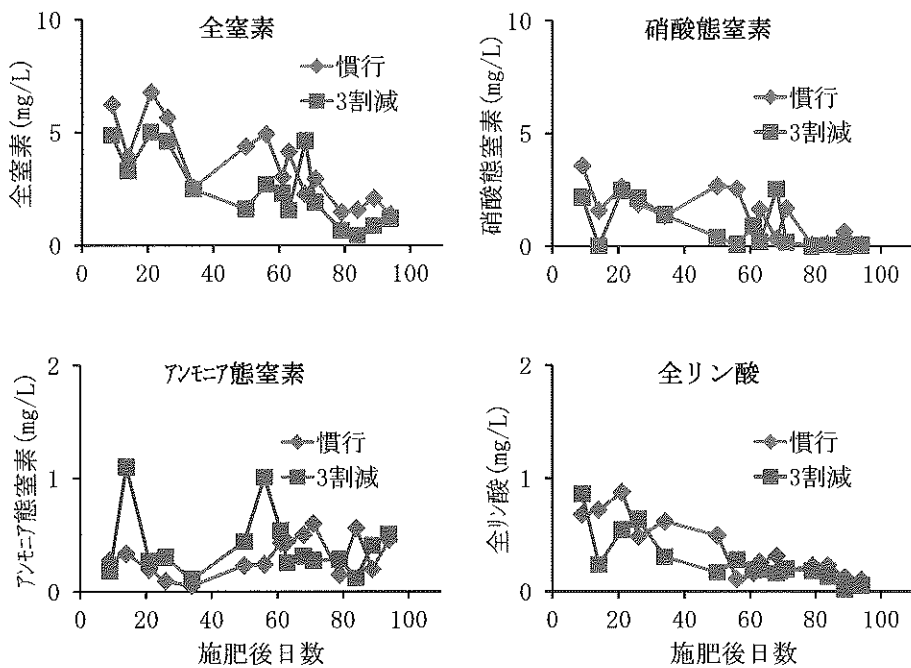 全窒素
10
5
0
全窒素(mg/L)
慣行
3割減
0 20 40 60 80 100
硝酸態窒素
10
5
0
硝酸態窒素(mg/L)
慣行
3割減
0 20 40 60 80 100
アンモニア態窒素
2
1
0
アンモニア態窒素(mg/L)
慣行
3割減
0 20 40 60 80 100
施肥後日数
全リン酸
2
1
0
全リン酸(mg/L)
慣行
3割減
0 20 40 60 80 100
施肥後日数